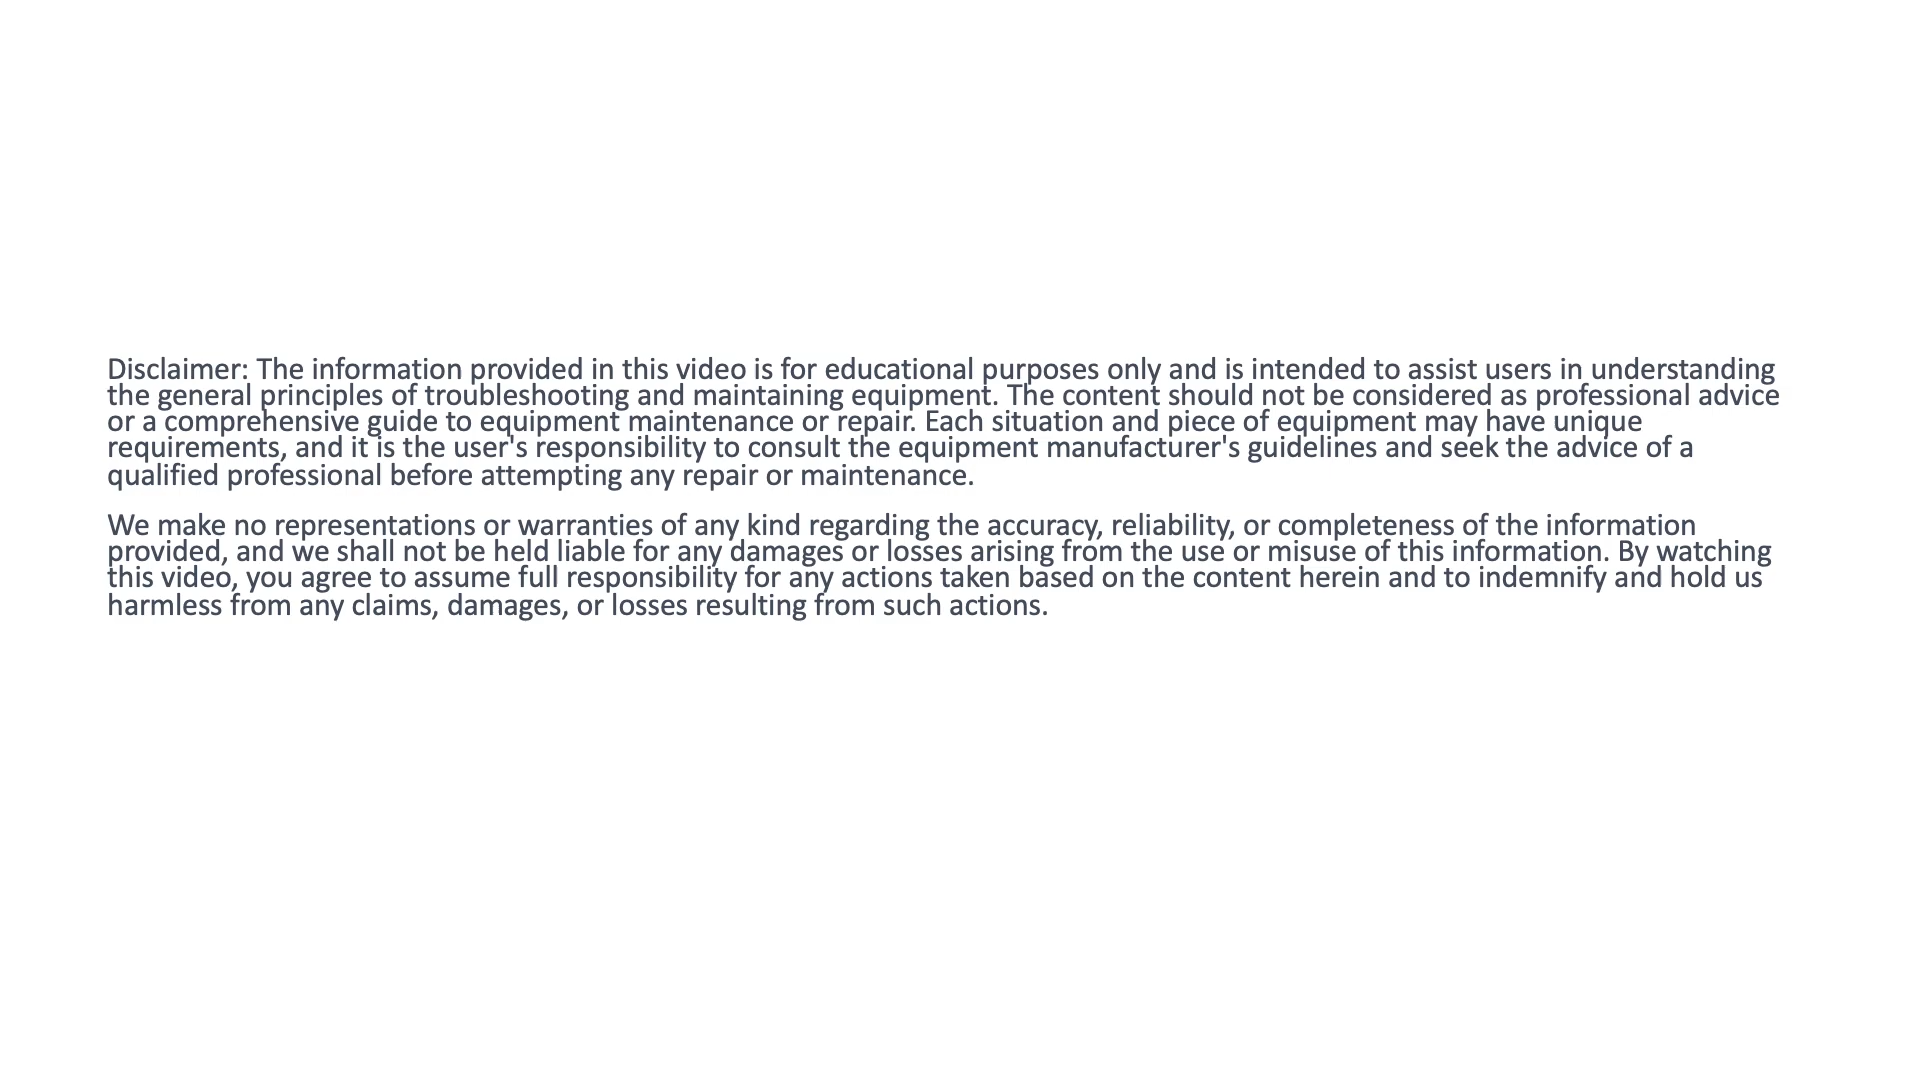 Disclaimer: The information provided in this video is for educational purposes only and is intended to assist users in understanding
the general principles of troubleshooting and maintaining equipment. The content should not be considered as professional advice
or a comprehensive guide to equipment maintenance or repair. Each situation and piece of equipment may have unique
requirements, and it is the user's responsibility to consult the equipment manufacturer's guidelines and seek the advice of a
qualified professional before attempting any repair or maintenance.
We make no representations or warranties of any kind regarding the accuracy, reliability, or completeness of the information
provided, and we shall not be held liable for any damages or losses arising from the use or misuse of this information. By watching
this video, you agree to assume full responsibility for any actions taken based on the content herein and to indemnify and hold us
harmless from any claims, damages, or losses resulting from such actions.